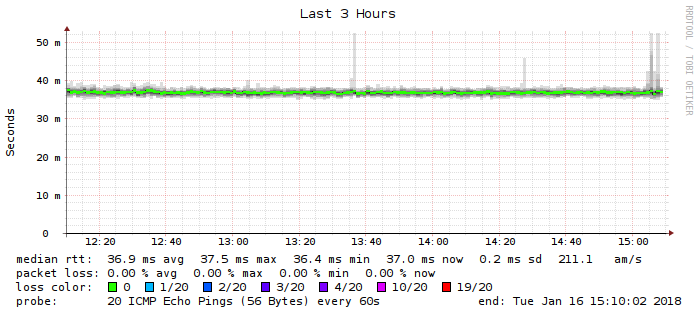 Last 3 Hours
RRDTOOL / TOBI OETIKER
Seconds
50 m
40 m
30 m
20 m
10 m
0
12:20 12:40 13:00 13:20 13:40 14:00 14:20 14:40 15:00
median rtt: 36.9 ms avg 37.5 ms max 36.4 ms min 37.0 ms now 0.2 ms sd 211.1 am/s
packet loss: 0.00 % avg 0.00 % max 0.00 % min 0.00 % now
loss color: 0 1/20 2/20 3/20 4/20 10/20 19/20
probe: 20 ICMP Echo Pings (56 Bytes) every 60s end: Tue Jan 16 15:10:02 2018